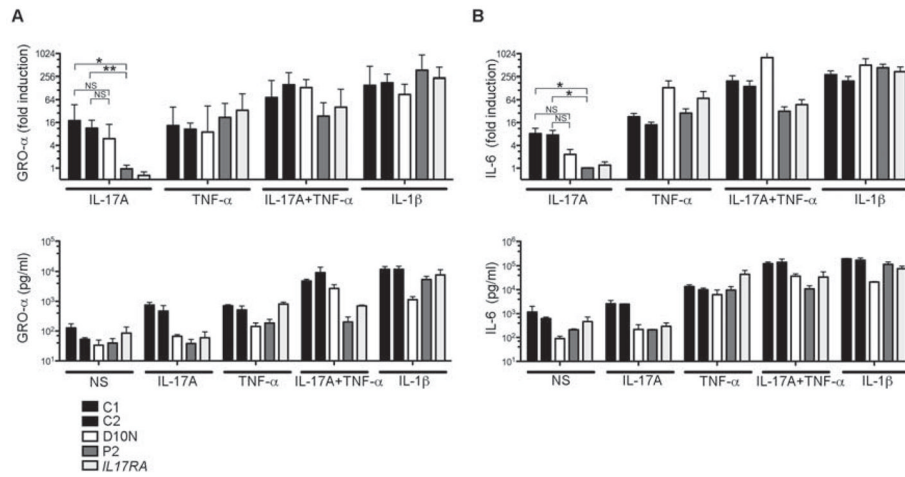 A
GRO-α (fold induction)
1024
256
64
16
4
1
*
**
NS
NS
IL-17A
TNF-α
IL-17A+TNF-α
IL-1β
B
IL-6 (fold induction)
1024
256
64
16
4
1
*
*
NS
NS
IL-17A
TNF-α
IL-17A+TNF-α
IL-1β
GRO-α (pg/ml)
10⁵
10⁴
10³
10²
10¹
NS
IL-17A
TNF-α
IL-17A+TNF-α
IL-1β
IL-6 (pg/ml)
10⁶
10⁵
10⁴
10³
10²
10¹
NS
IL-17A
TNF-α
IL-17A+TNF-α
IL-1β
C1
C2
D10N
P2
IL17RA